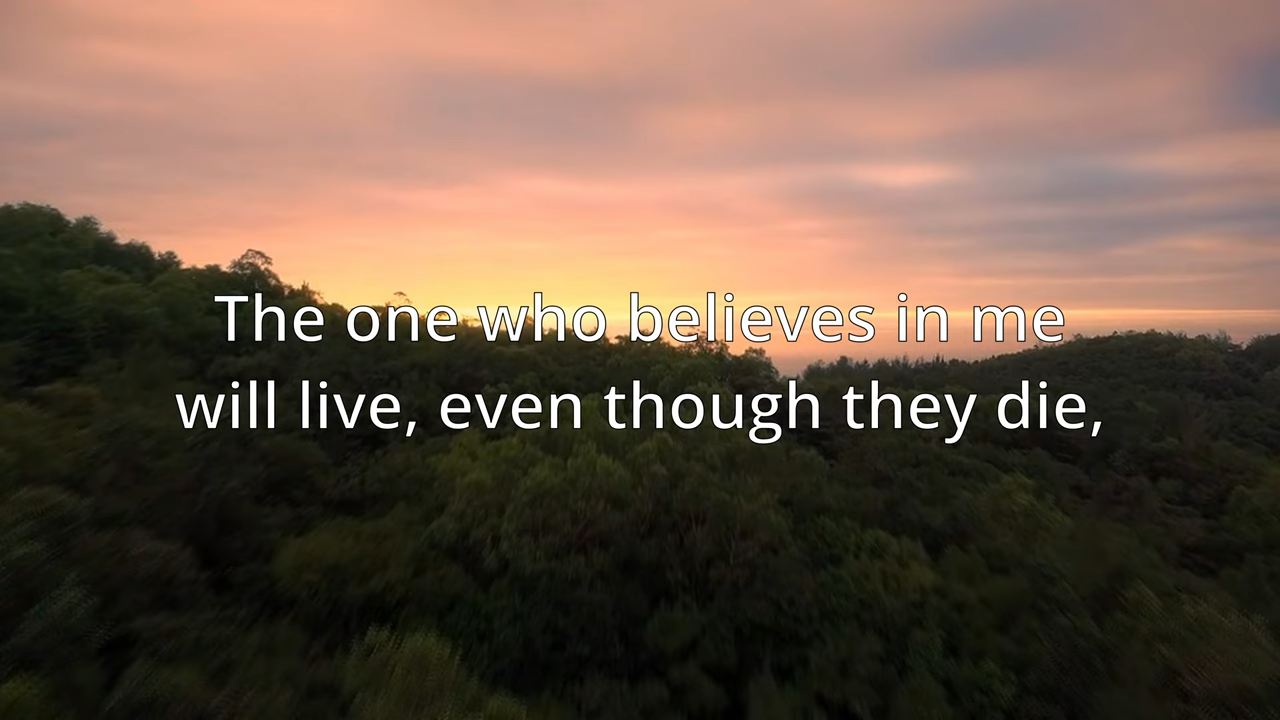 The one who believes in me
will live, even though they die,